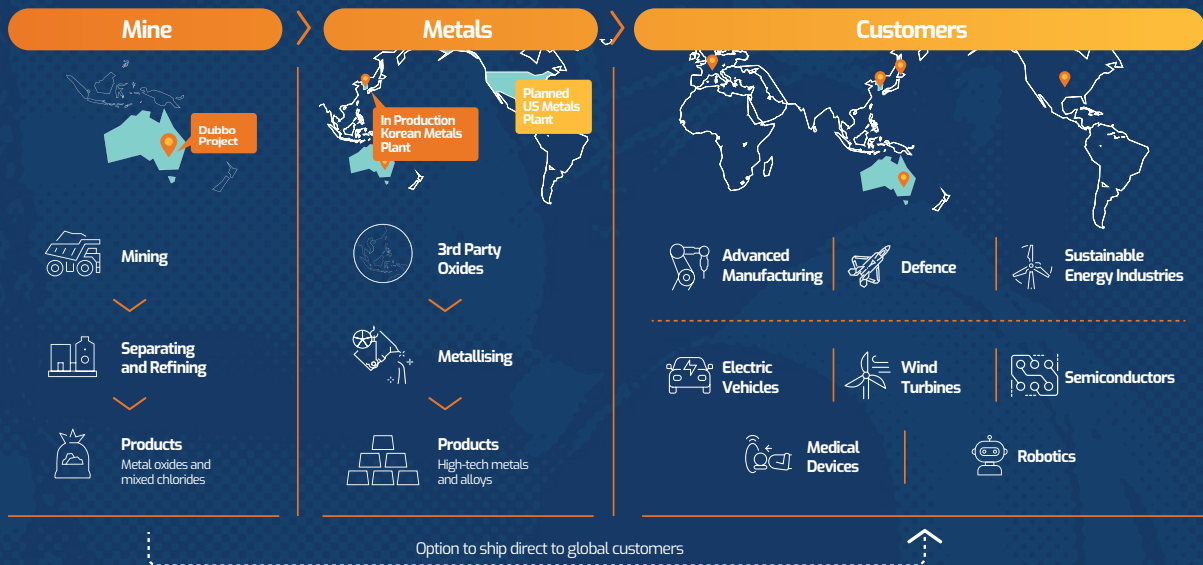 Mine
Metals
Customers
Dubbo
Project
In Production
Korean Metals
Plant
Planned
US Metals
Plant
Mining
Separating
and Refining
Products
Metal oxides and
mixed chlorides
3rd Party
Oxides
Metallising
Products
High-tech metals
and alloys
Advanced
Manufacturing
Defence
Sustainable
Energy Industries
Electric
Vehicles
Wind
Turbines
Semiconductors
Medical
Devices
Robotics
Option to ship direct to global customers